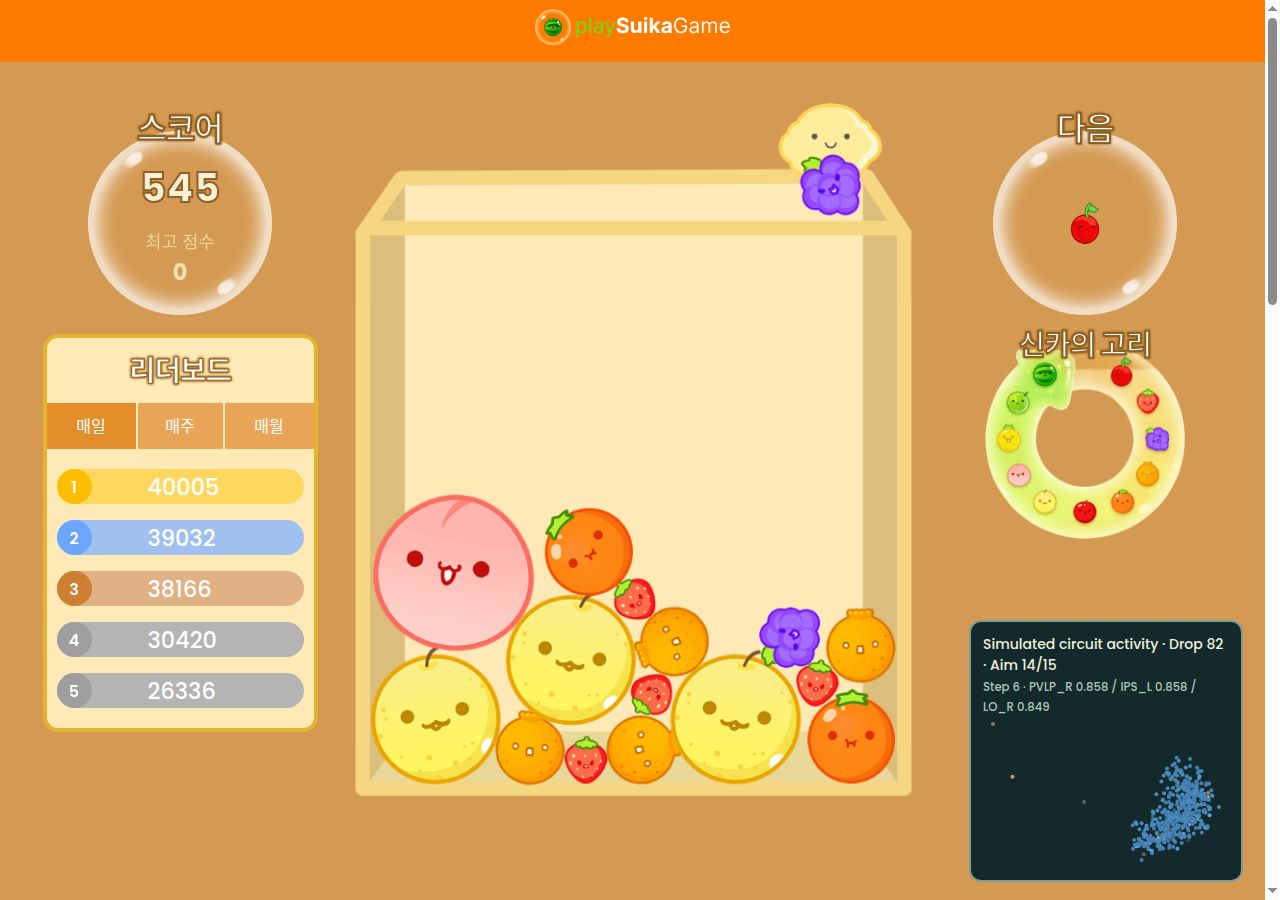 playSuikaGame
스코어
545
최고 점수
0
다음
신카의 고리
리더보드
매일 매주 매월
1 40005
2 39032
3 38166
4 30420
5 26336
Simulated circuit activity · Drop 82
· Aim 14/15
Step 6 · PVLP_R 0.858 / IPS_L 0.858 /
LO_R 0.849